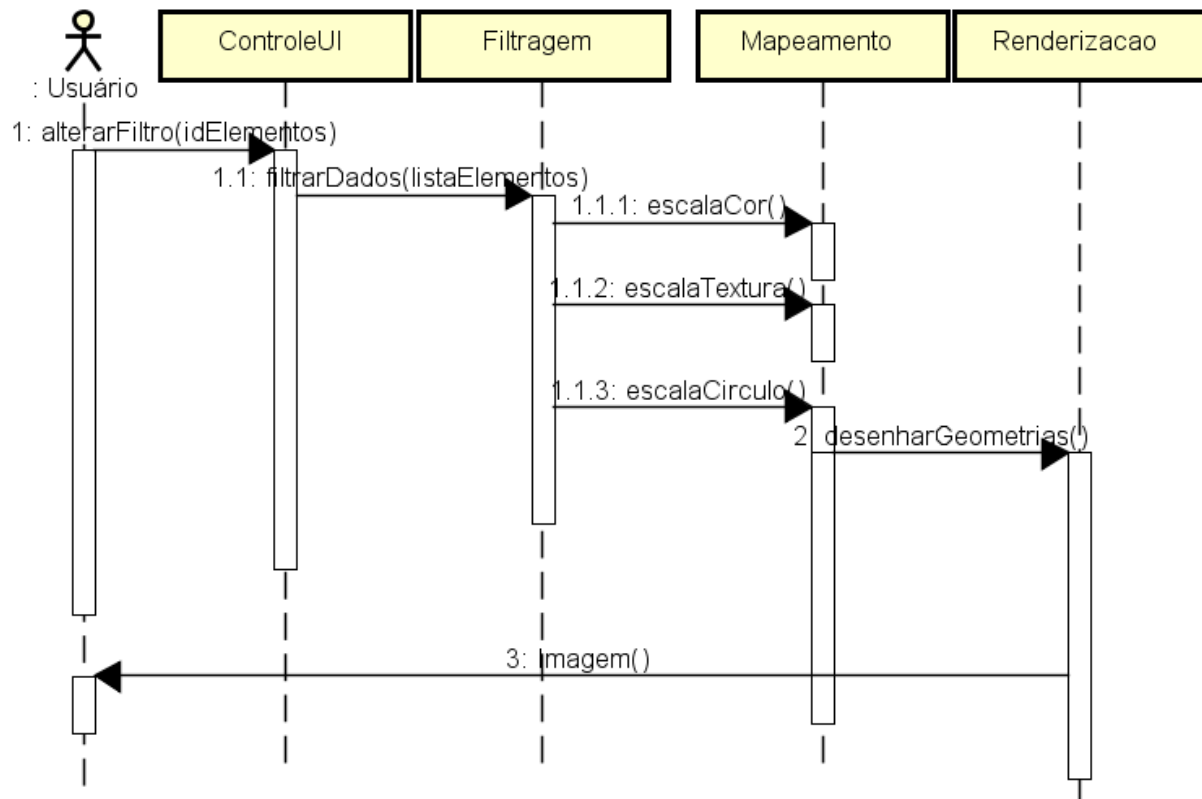 ControleUI
Filtragem
Mapeamento
Renderizacao
: Usuário
1: alterarFiltro(idElementos)
1.1: filtrarDados(listaElementos)
1.1.1: escalaCor()
1.1.2: escalaTextura()
1.1.3: escalaCirculo()
2: desenharGeometrias()
3: Imagem()